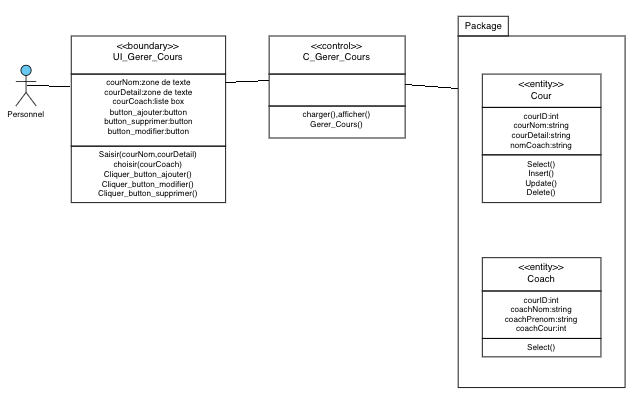 Personnel
<<boundary>>
UI_Gerer_Cours
courNom:zone de texte
courDetail:zone de texte
courCoach:liste box
button_ajouter:button
button_supprimer:button
button_modifier:button
Saisir(courNom,courDetail)
choisir(courCoach)
Cliquer_button_ajouter()
Cliquer_button_modifier()
Cliquer_button_supprimer()
<<control>>
C_Gerer_Cours
charger(),afficher()
Gerer_Cours()
Package
<<entity>>
Cour
courID:int
courNom:string
courDetail:string
nomCoach:string
Select()
Insert()
Update()
Delete()
<<entity>>
Coach
courID:int
coachNom:string
coachPrenom:string
coachCour:int
Select()